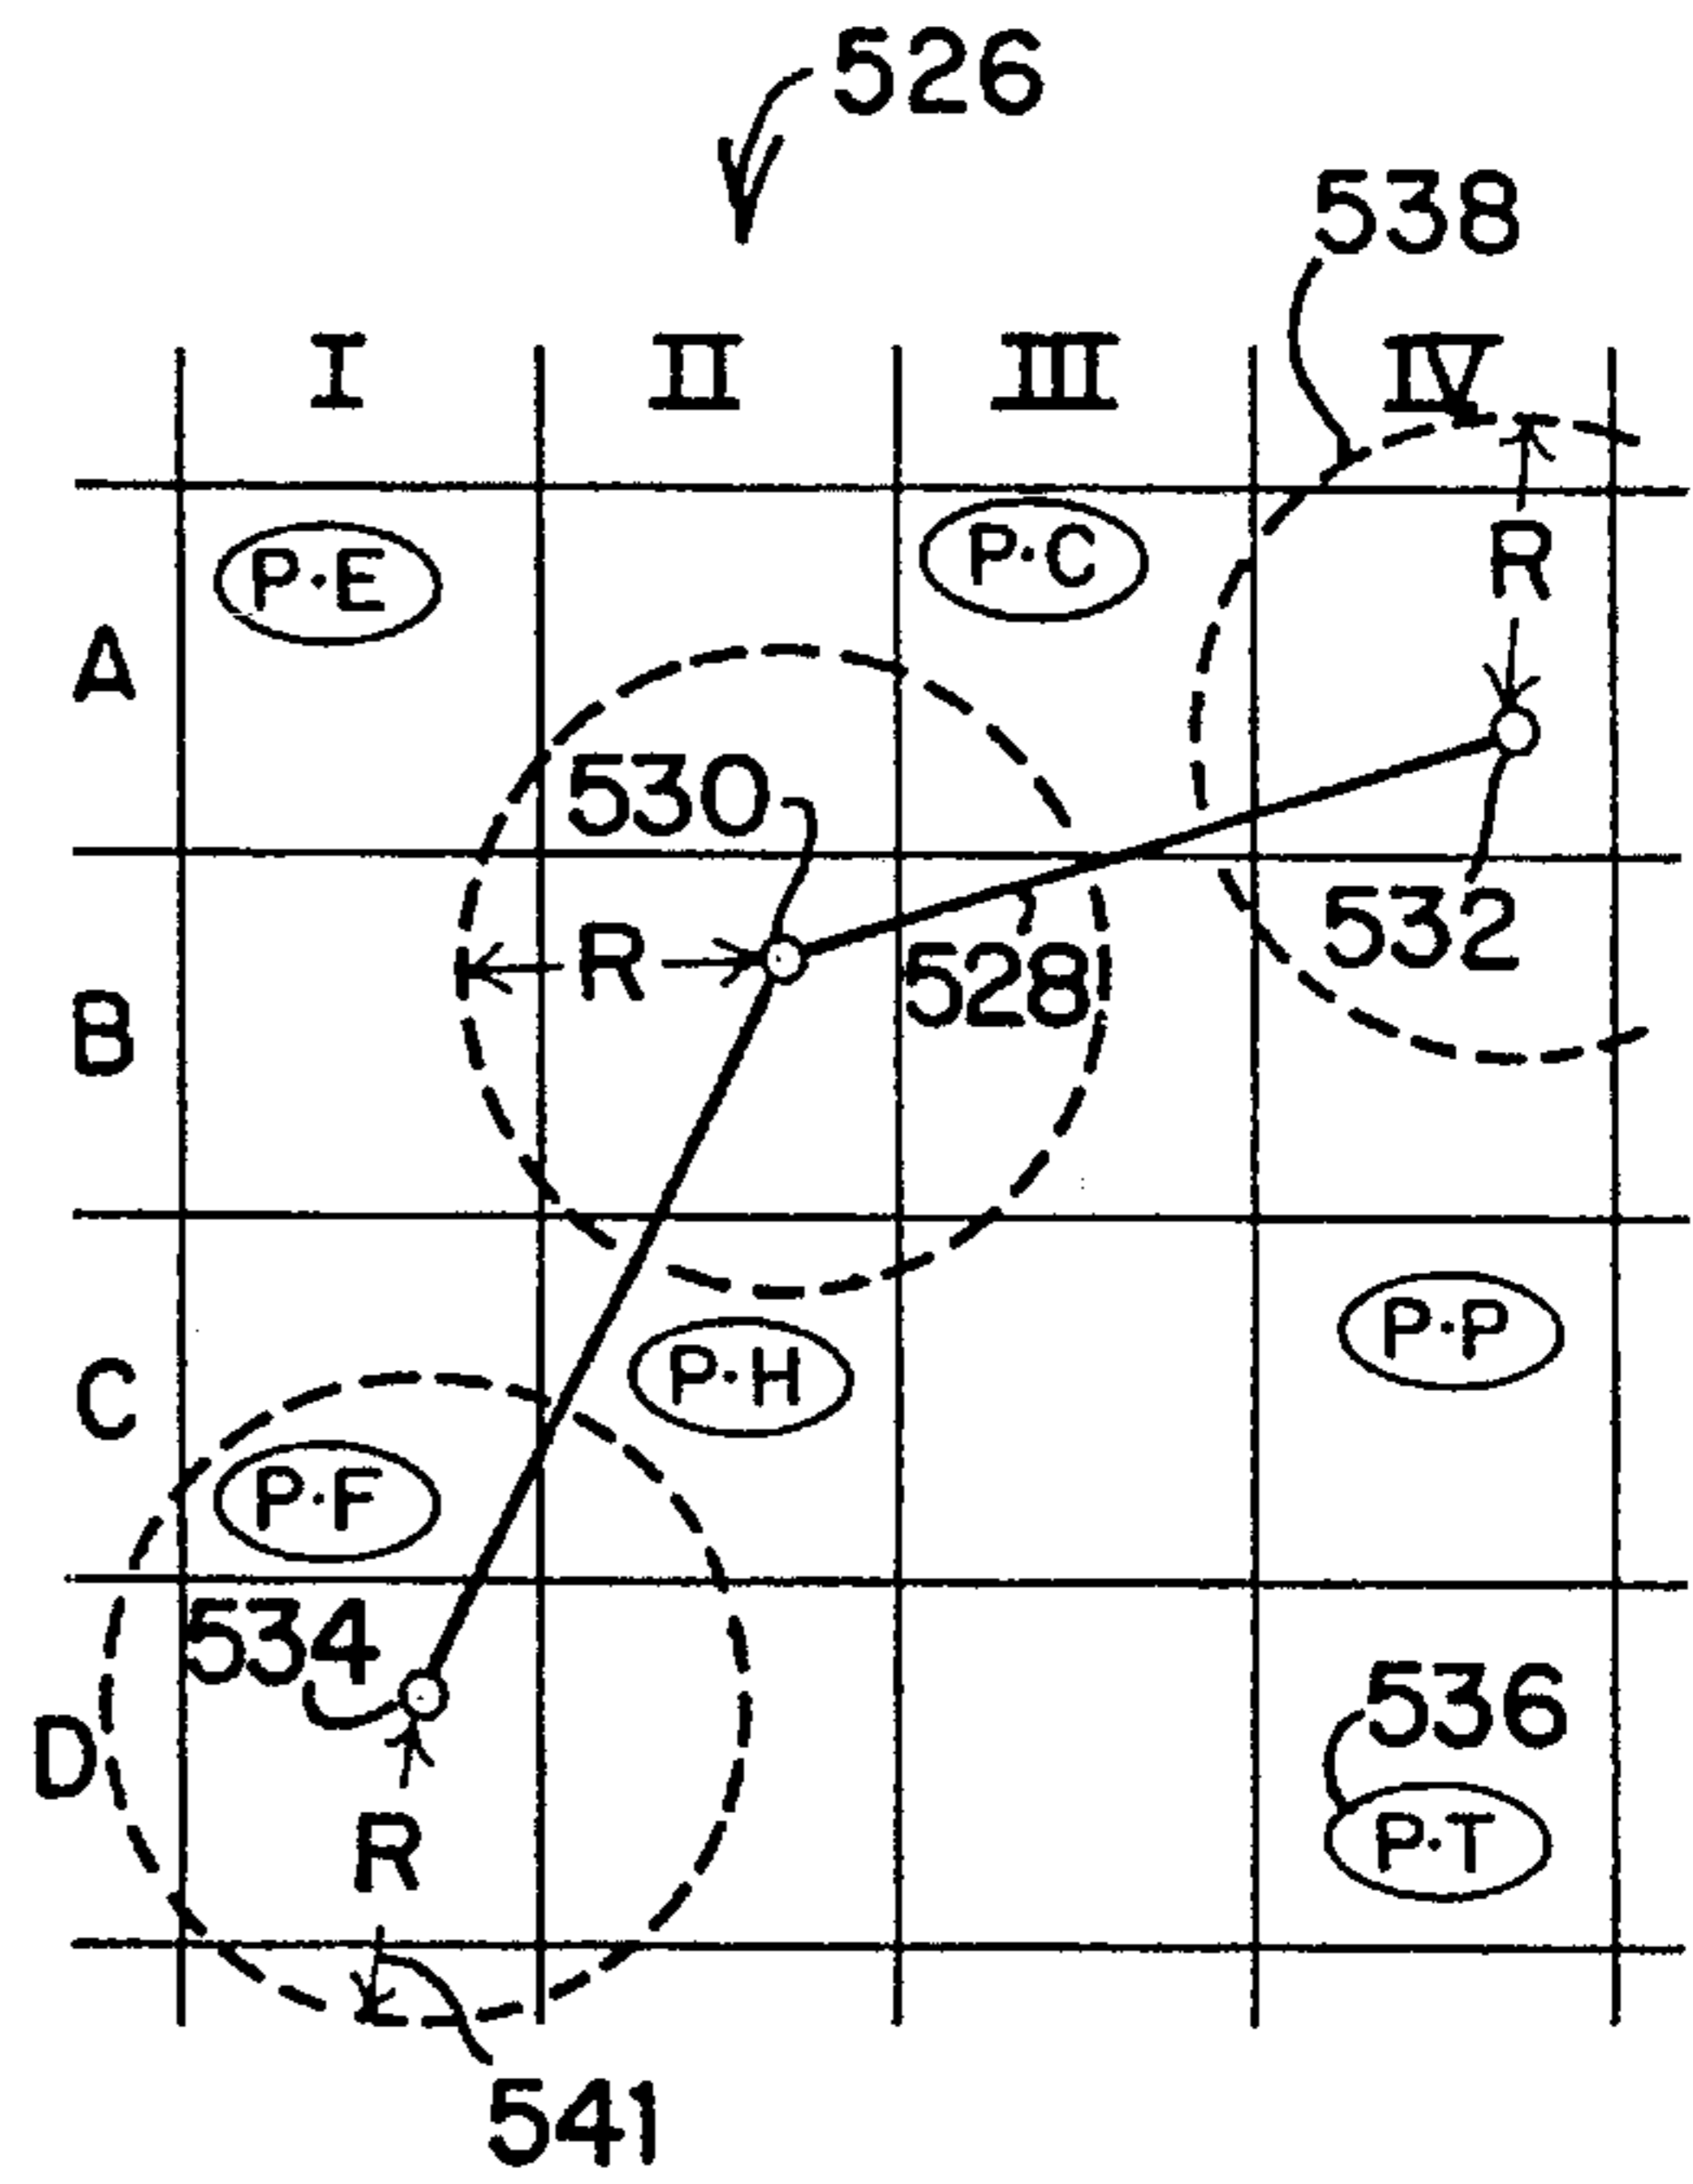 526
538
I II III IV
P·E P·C R
A
530
532
R 528
B
P·P
P·H
C
P·F
534
536
D
P·T
R
541